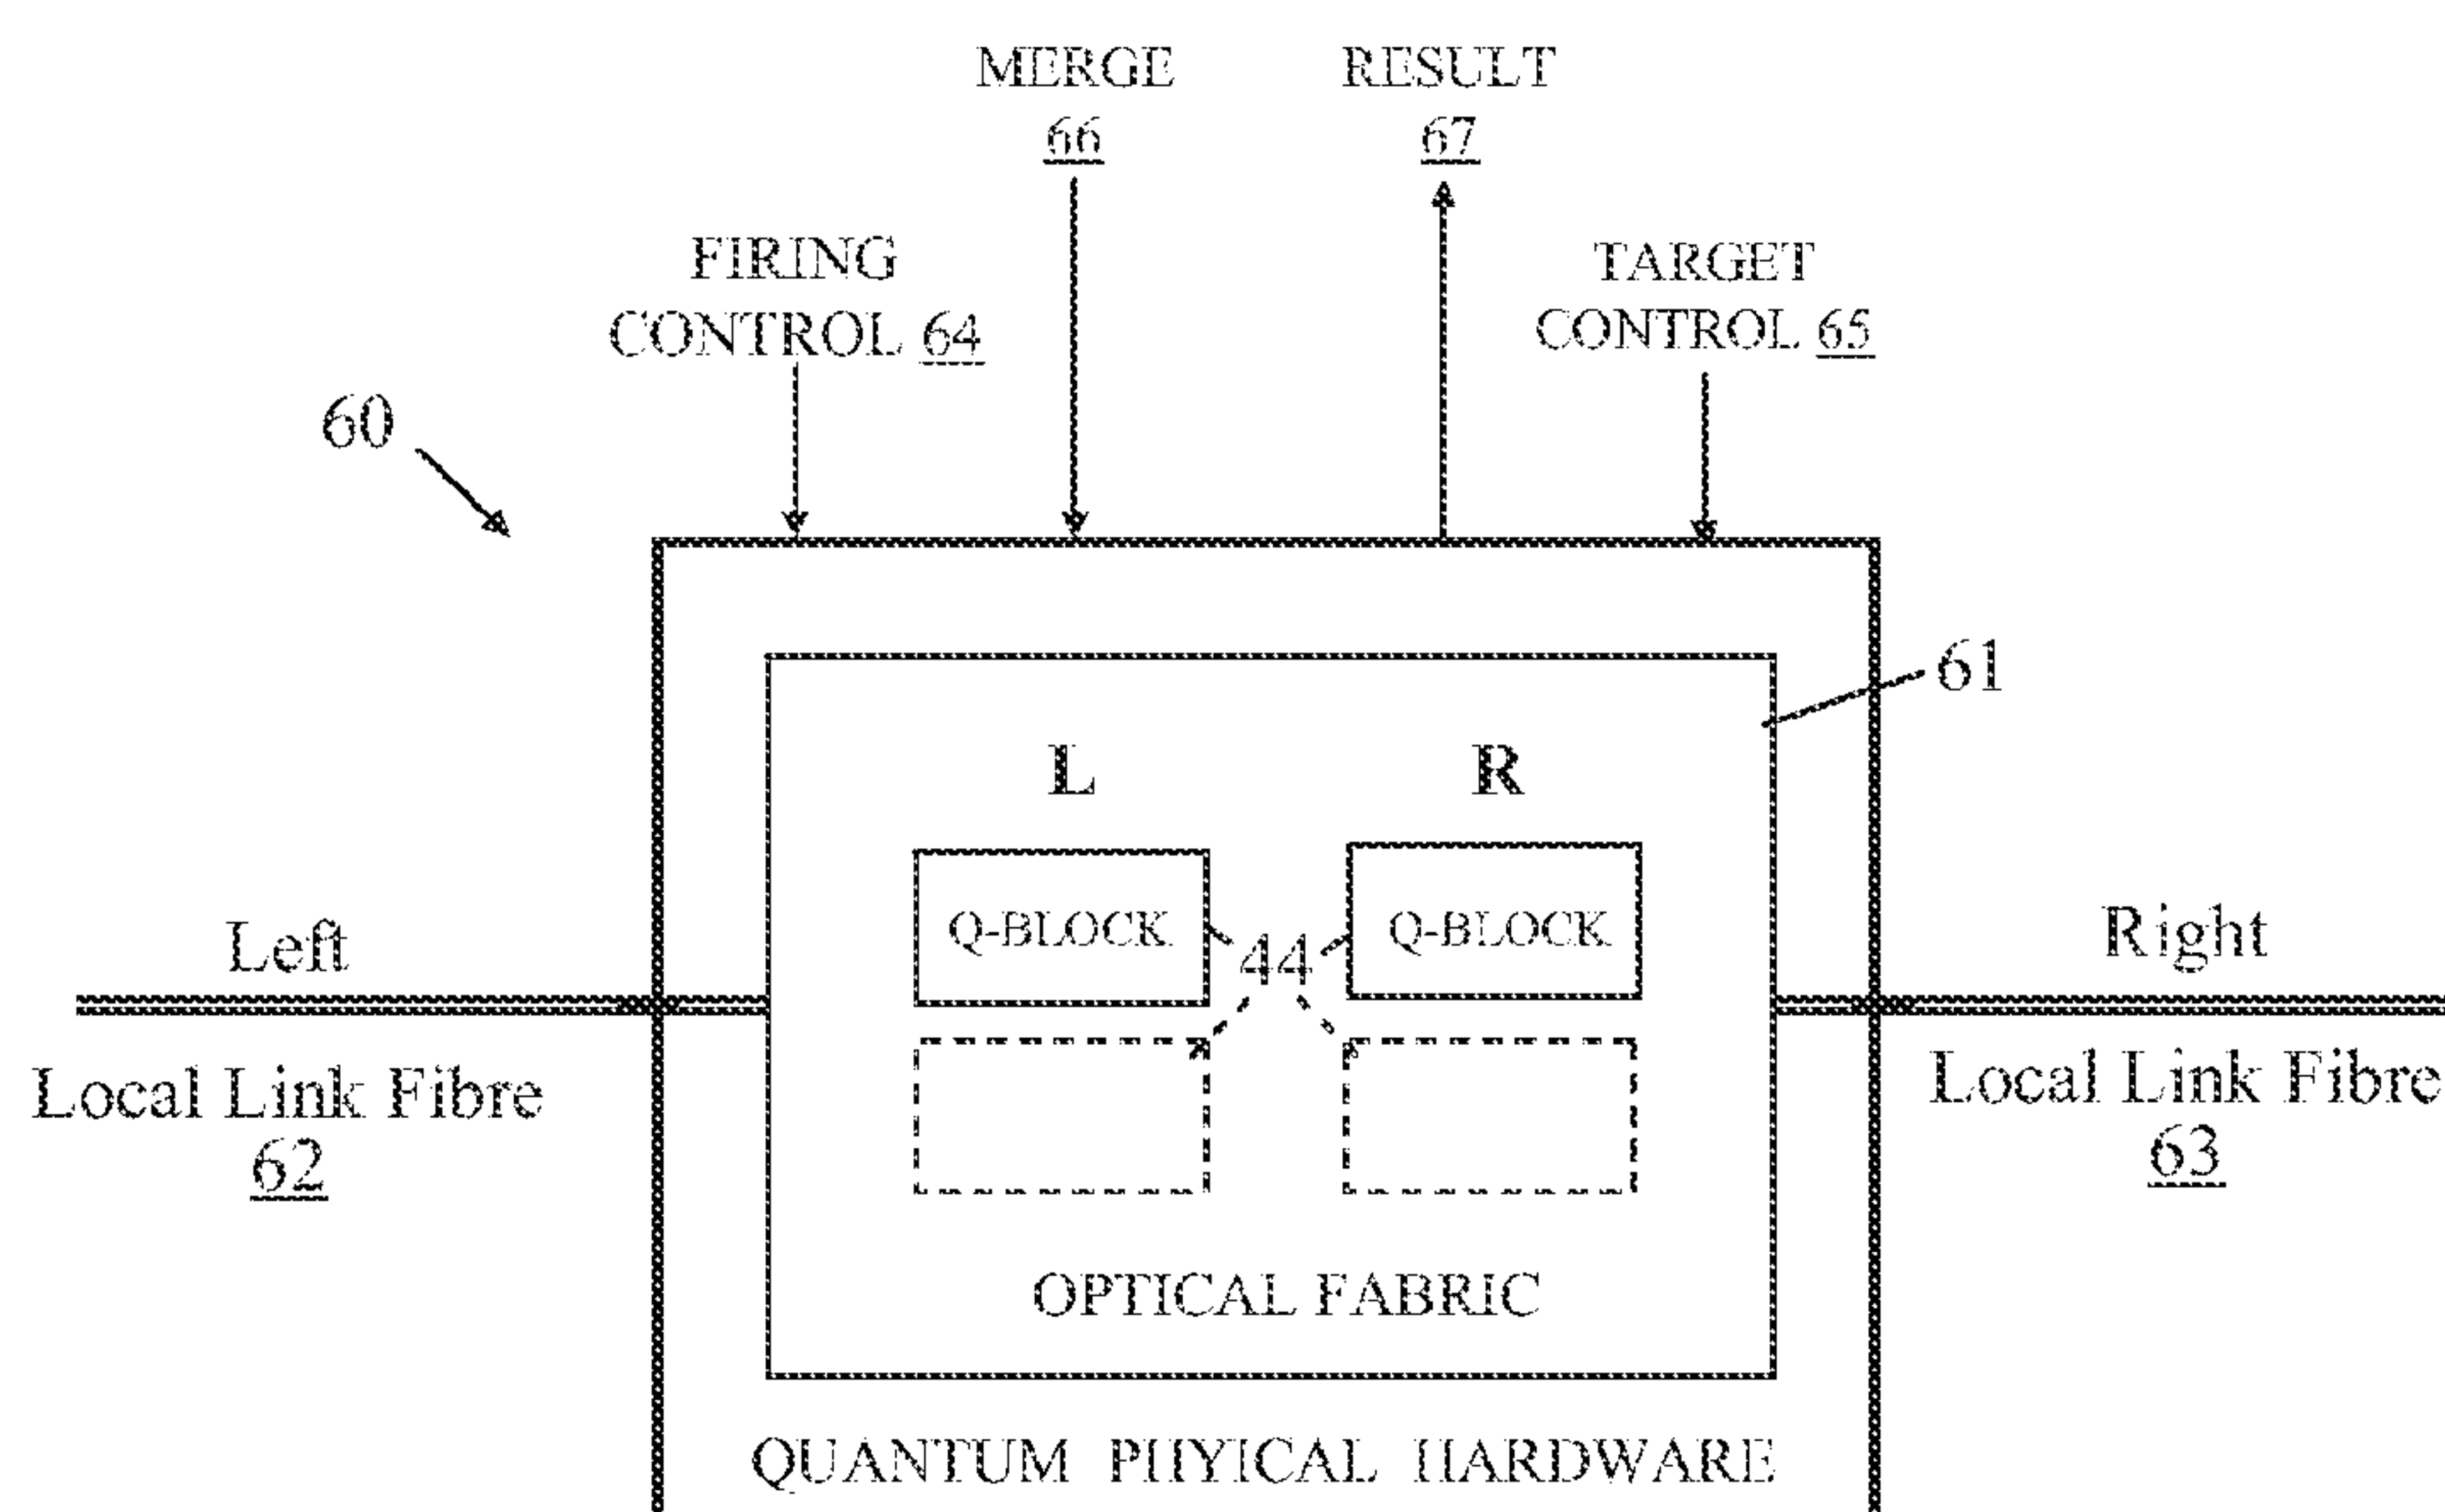 MERGE
66
RESULT
67
FIRING
CONTROL 64
TARGET
CONTROL 65
60
61
L
R
Q-BLOCK
Q-BLOCK
44
Left
Local Link Fibre
62
Right
Local Link Fibre
63
OPTICAL FABRIC
QUANTUM PHYICAL HARDWARE